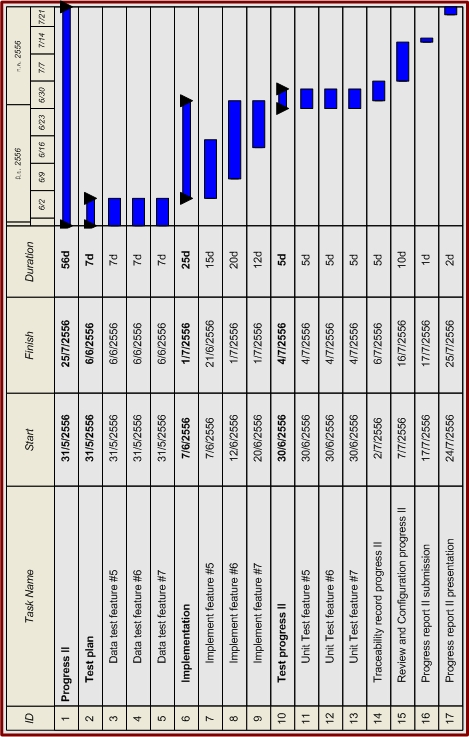 ID Task Name Start Finish Duration มิ.ย. 2556 ก.ค. 2556
6/2 6/9 6/16 6/23 6/30 7/7 7/14 7/21
1 Progress II 31/5/2556 25/7/2556 56d
2 Test plan 31/5/2556 6/6/2556 7d
3 Data test feature #5 31/5/2556 6/6/2556 7d
4 Data test feature #6 31/5/2556 6/6/2556 7d
5 Data test feature #7 31/5/2556 6/6/2556 7d
6 Implementation 7/6/2556 1/7/2556 25d
7 Implement feature #5 7/6/2556 21/6/2556 15d
8 Implement feature #6 12/6/2556 1/7/2556 20d
9 Implement feature #7 20/6/2556 1/7/2556 12d
10 Test progress II 30/6/2556 4/7/2556 5d
11 Unit Test feature #5 30/6/2556 4/7/2556 5d
12 Unit Test feature #6 30/6/2556 4/7/2556 5d
13 Unit Test feature #7 30/6/2556 4/7/2556 5d
14 Traceability record progress II 2/7/2556 6/7/2556 5d
15 Review and Configuration progress II 7/7/2556 16/7/2556 10d
16 Progress report II submission 17/7/2556 17/7/2556 1d
17 Progress report II presentation 24/7/2556 25/7/2556 2d